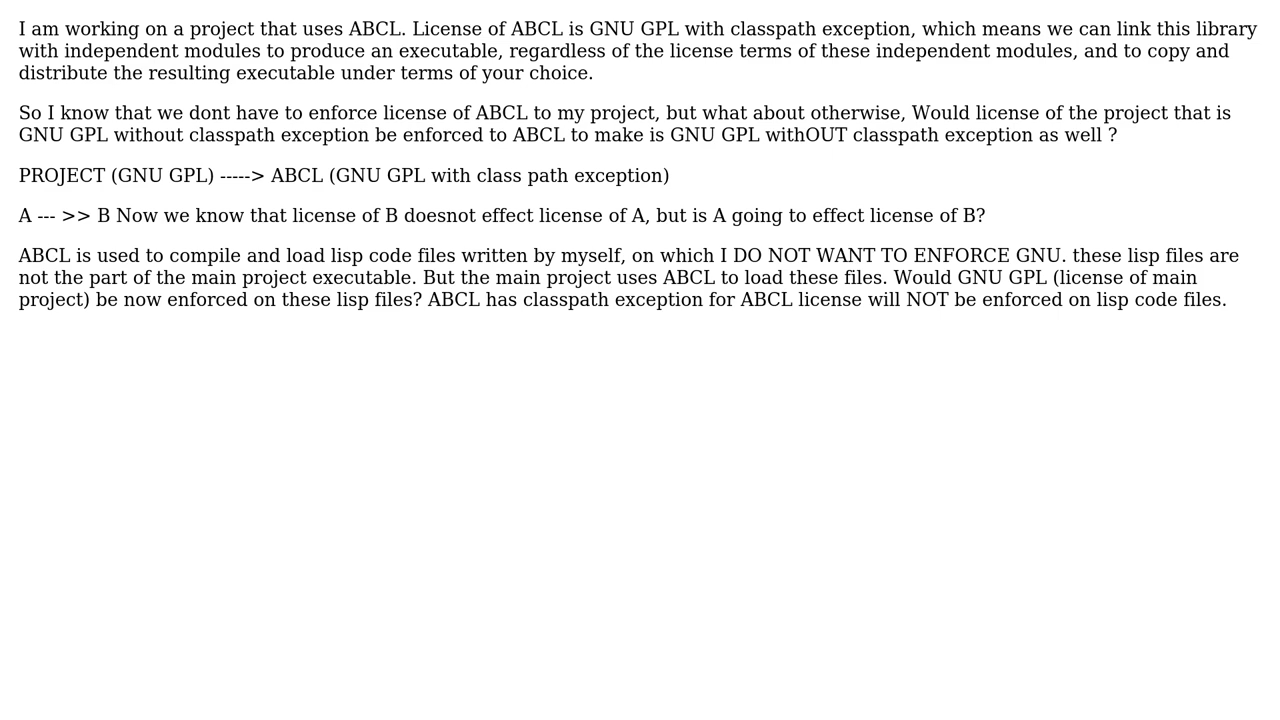 I am working on a project that uses ABCL. License of ABCL is GNU GPL with classpath exception, which means we can link this library
with independent modules to produce an executable, regardless of the license terms of these independent modules, and to copy and
distribute the resulting executable under terms of your choice.
So I know that we dont have to enforce license of ABCL to my project, but what about otherwise, Would license of the project that is
GNU GPL without classpath exception be enforced to ABCL to make is GNU GPL withOUT classpath exception as well ?
PROJECT (GNU GPL) -----> ABCL (GNU GPL with class path exception)
A --- >> B Now we know that license of B doesnot effect license of A, but is A going to effect license of B?
ABCL is used to compile and load lisp code files written by myself, on which I DO NOT WANT TO ENFORCE GNU. these lisp files are
not the part of the main project executable. But the main project uses ABCL to load these files. Would GNU GPL (license of main
project) be now enforced on these lisp files? ABCL has classpath exception for ABCL license will NOT be enforced on lisp code files.